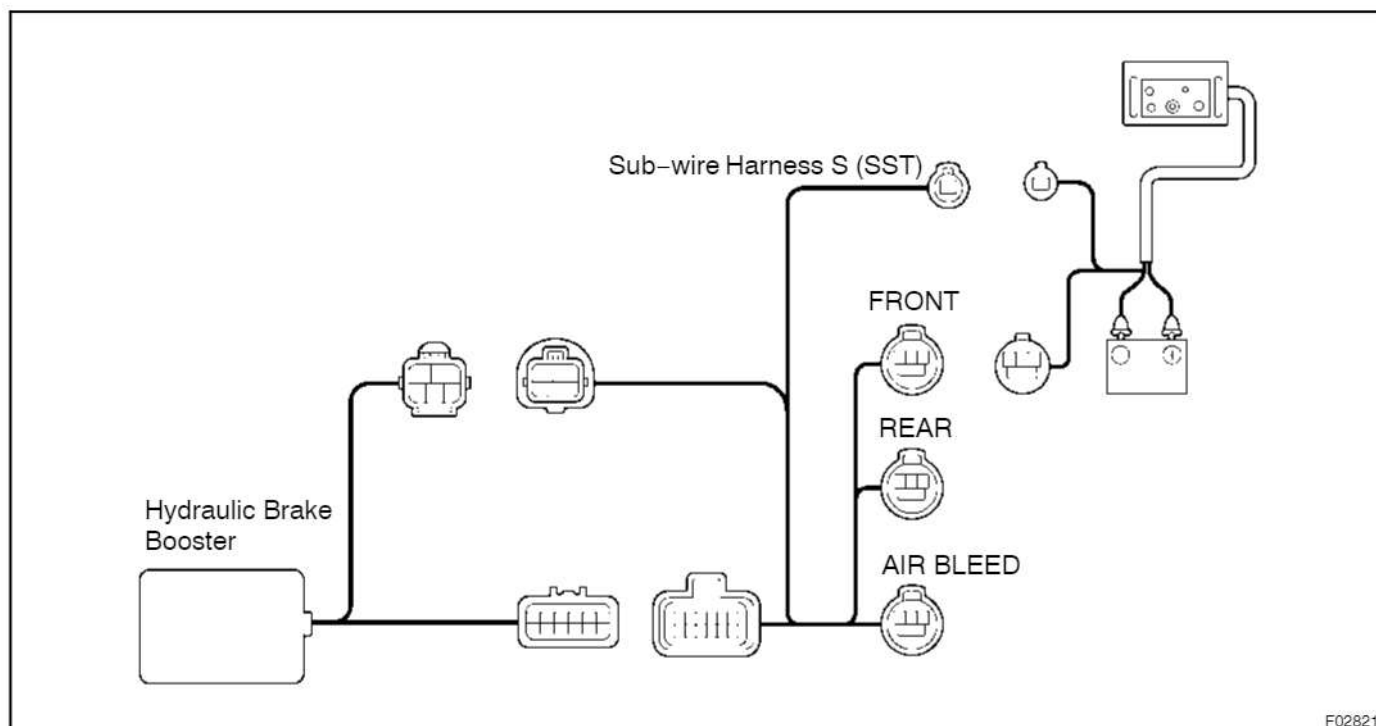 Sub−wire Harness S (SST)
FRONT
REAR
Hydraulic Brake
Booster
AIR BLEED
F02821